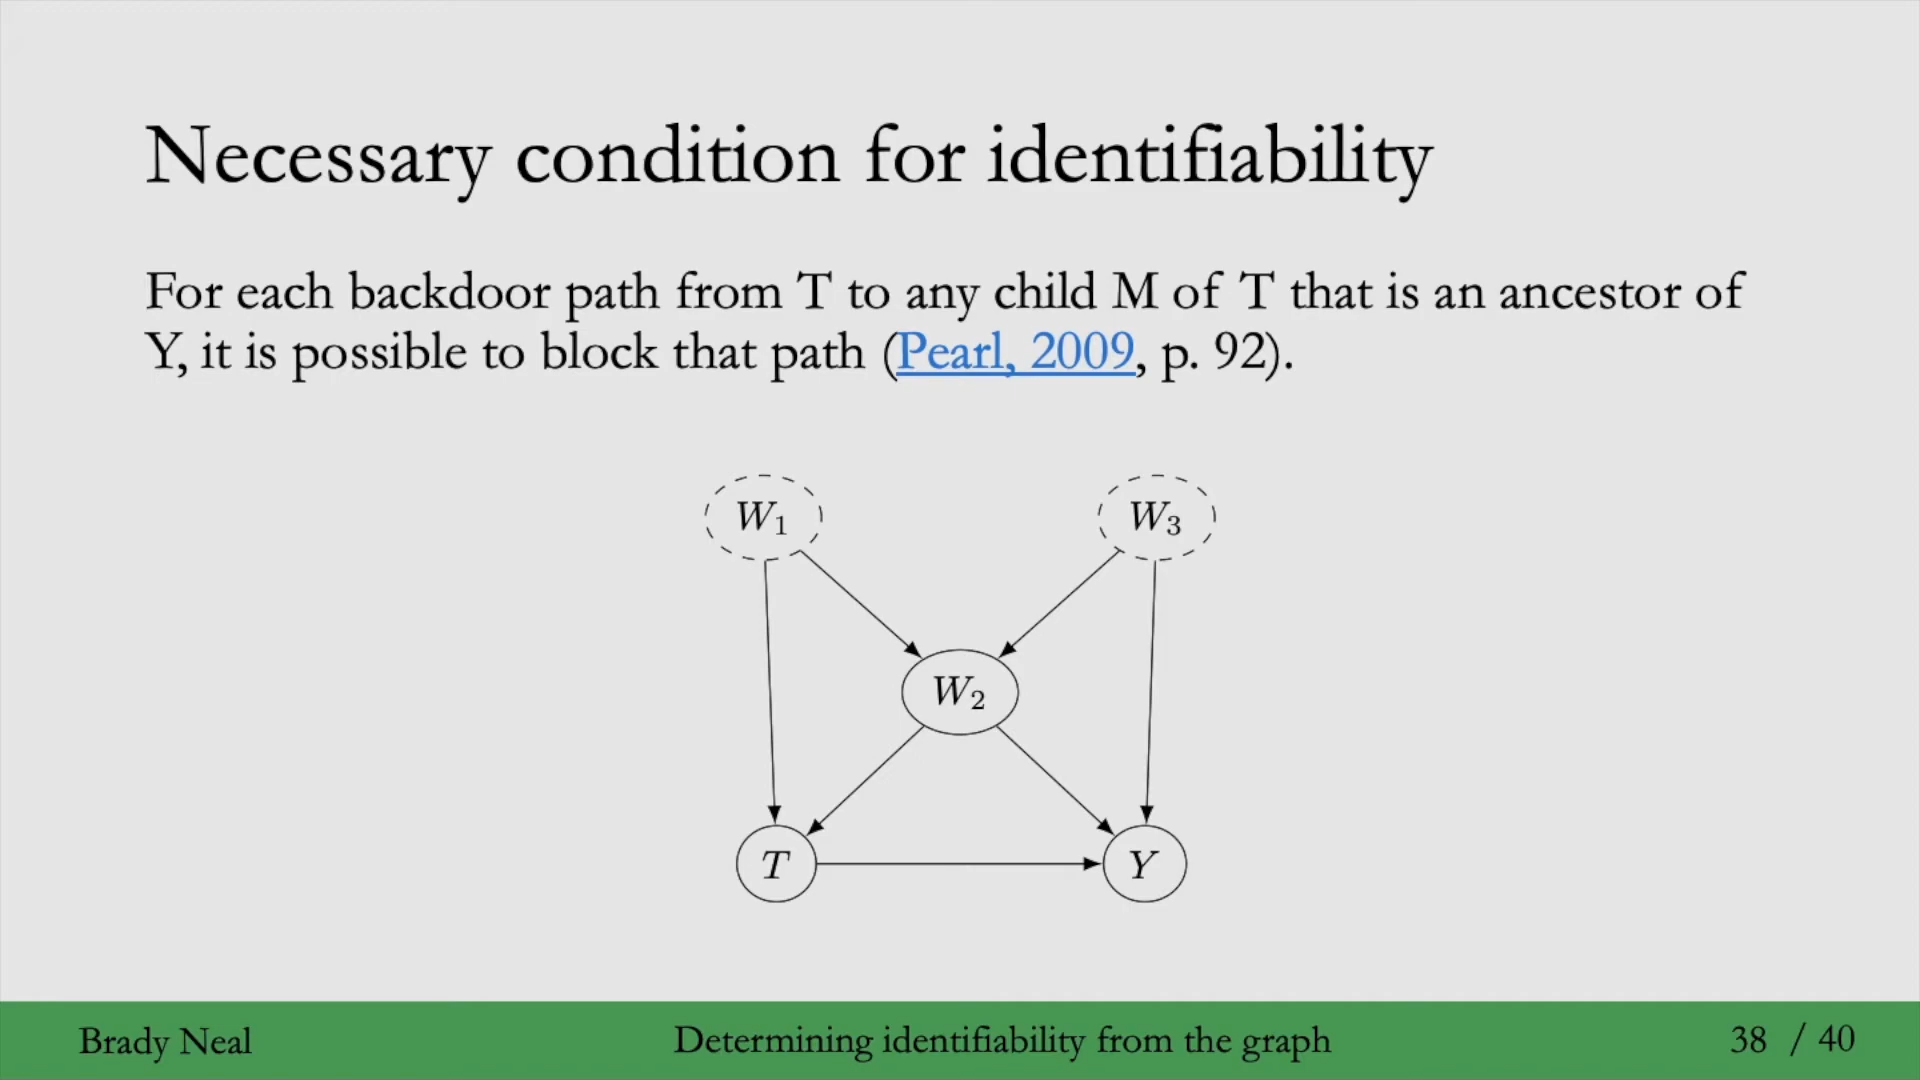 Necessary condition for identifiability
For each backdoor path from T to any child M of T that is an ancestor of
Y, it is possible to block that path (Pearl, 2009, p. 92).
W₁
W₃
W₂
T
Y
Brady Neal
Determining identifiability from the graph
38 / 40